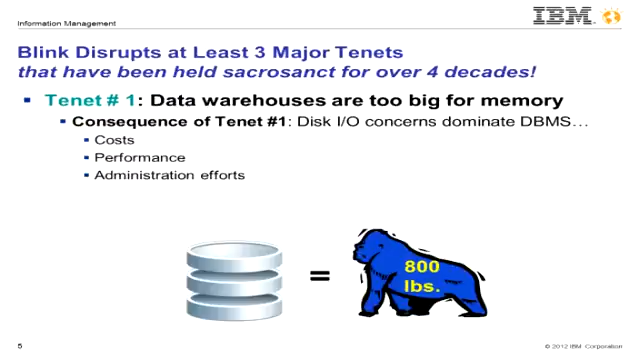 Information Management
IBM
Blink Disrupts at Least 3 Major Tenets
that have been held sacrosanct for over 4 decades!
Tenet # 1: Data warehouses are too big for memory
Consequence of Tenet #1: Disk I/O concerns dominate DBMS…
Costs
Performance
Administration efforts
=
800
lbs.
5
© 2012 IBM Corporation